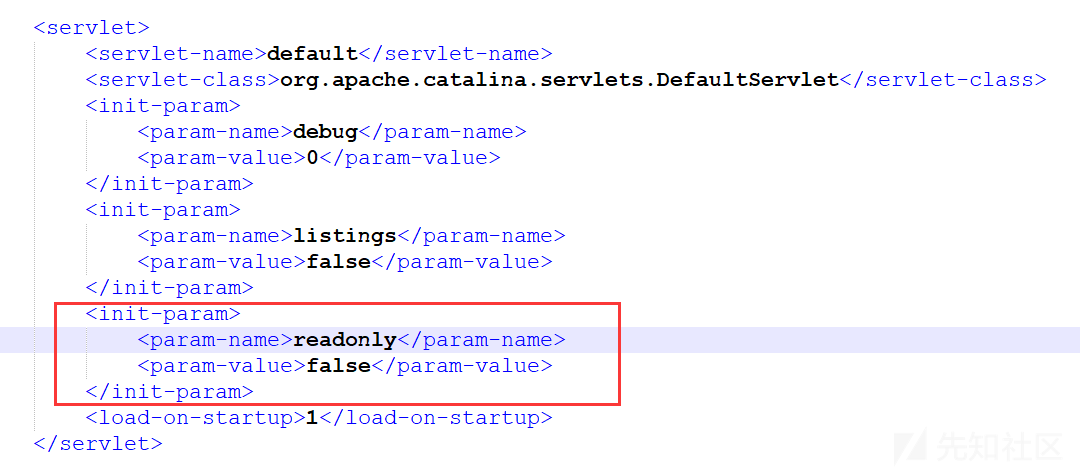 <servlet>
<servlet-name>default</servlet-name>
<servlet-class>org.apache.catalina.servlets.DefaultServlet</servlet-class>
<init-param>
<param-name>debug</param-name>
<param-value>0</param-value>
</init-param>
<init-param>
<param-name>listings</param-name>
<param-value>false</param-value>
</init-param>
<init-param>
<param-name>readonly</param-name>
<param-value>false</param-value>
</init-param>
<load-on-startup>1</load-on-startup>
</servlet>
先知社区